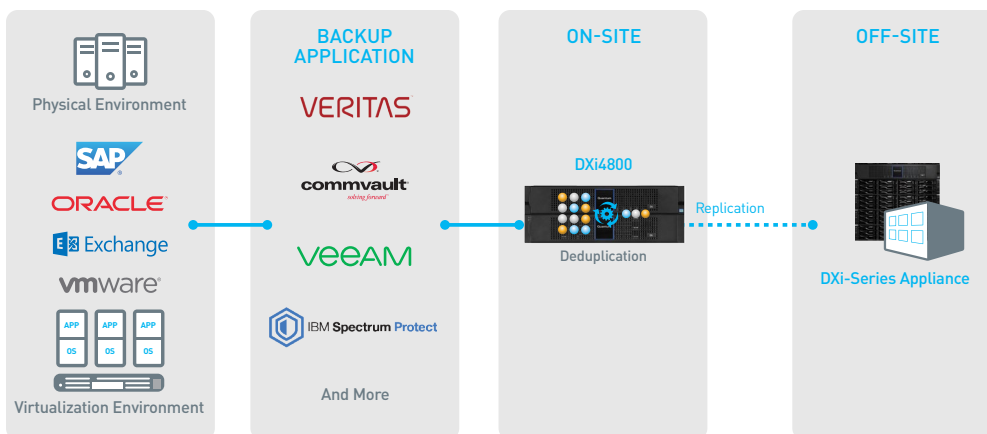 Physical Environment
SAP
ORACLE
Exchange
vmware
APP APP APP
OS OS OS
Virtualization Environment
BACKUP
APPLICATION
VERITAS
commvault
solving forward
veeAM
IBM Spectrum Protect
And More
ON-SITE
DXi4800
Deduplication
Replication
OFF-SITE
DXi-Series Appliance